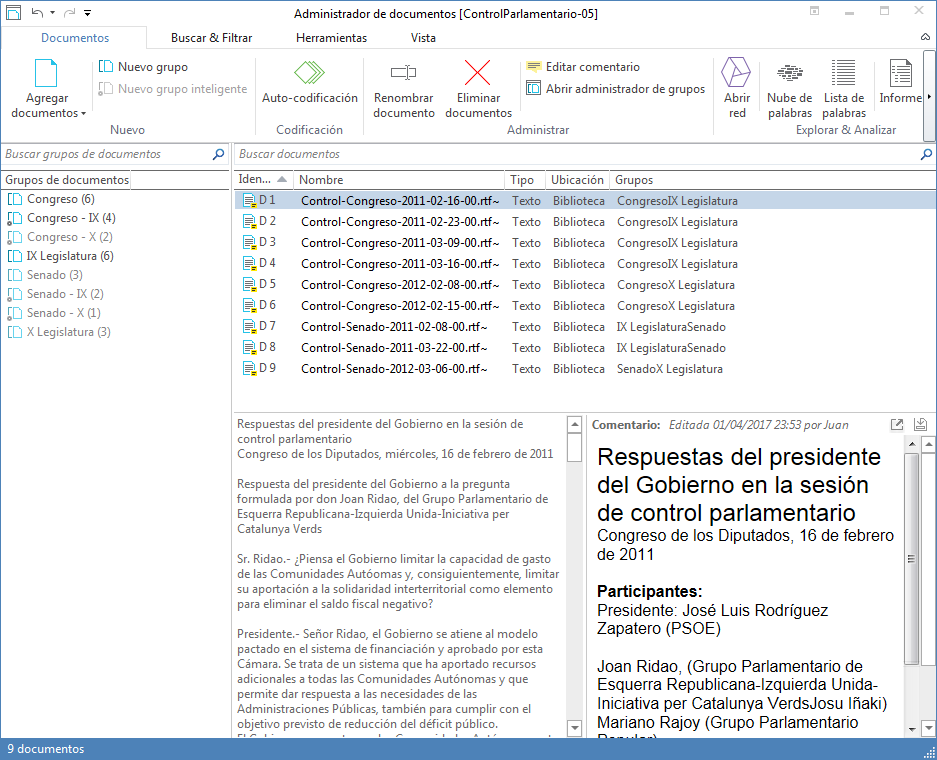 Administrador de documentos [ControlParlamentario-05]
Documentos
Buscar & Filtrar
Herramientas
Vista
Agregar
documentos
Nuevo grupo
Nuevo grupo inteligente
Nuevo
Auto-codificación
Codificación
Renombrar
documento
Eliminar
documentos
Editar comentario
Abrir administrador de grupos
Administrar
Abrir
red
Nube de
palabras
Lista de
palabras
Informe
Explorar & Analizar
Buscar grupos de documentos
Grupos de documentos
Congreso (6)
Congreso - IX (4)
Congreso - X (2)
IX Legislatura (6)
Senado (3)
Senado - IX (2)
Senado - X (1)
X Legislatura (3)
Buscar documentos
Iden... Nombre Tipo Ubicación Grupos
D 1 Control-Congreso-2011-02-16-00.rtf~ Texto Biblioteca CongresoIX Legislatura
D 2 Control-Congreso-2011-02-23-00.rtf~ Texto Biblioteca CongresoIX Legislatura
D 3 Control-Congreso-2011-03-09-00.rtf~ Texto Biblioteca CongresoIX Legislatura
D 4 Control-Congreso-2011-03-16-00.rtf~ Texto Biblioteca CongresoIX Legislatura
D 5 Control-Congreso-2012-02-08-00.rtf~ Texto Biblioteca CongresoX Legislatura
D 6 Control-Congreso-2012-02-15-00.rtf~ Texto Biblioteca CongresoX Legislatura
D 7 Control-Senado-2011-02-08-00.rtf~ Texto Biblioteca IX LegislaturaSenado
D 8 Control-Senado-2011-03-22-00.rtf~ Texto Biblioteca IX LegislaturaSenado
D 9 Control-Senado-2012-03-06-00.rtf~ Texto Biblioteca SenadoX Legislatura
Respuestas del presidente del Gobierno en la sesión de
control parlamentario
Congreso de los Diputados, miércoles, 16 de febrero de 2011
Respuesta del presidente del Gobierno a la pregunta
formulada por don Joan Ridao, del Grupo Parlamentario de
Esquerra Republicana-Izquierda Unida-Iniciativa per
Catalunya Verds
Sr. Ridao.- ¿Piensa el Gobierno limitar la capacidad de gasto
de las Comunidades Autóomas y, consiguientemente, limitar
su aportación a la solidaridad interterritorial como elemento
para eliminar el saldo fiscal negativo?
Presidente.- Señor Ridao, el Gobierno se atiene al modelo
pactado en el sistema de financiación y aprobado por esta
Cámara. Se trata de un sistema que ha aportado recursos
adicionales a todas las Comunidades Autónomas y que
permite dar respuesta a las necesidades de las
Administraciones Públicas, también para cumplir con el
objetivo previsto de reducción del déficit público.
Comentario: Editada 01/04/2017 23:53 por Juan
Respuestas del presidente
del Gobierno en la sesión
de control parlamentario
Congreso de los Diputados, 16 de febrero
de 2011
Participantes:
Presidente: José Luis Rodríguez
Zapatero (PSOE)
Joan Ridao, (Grupo Parlamentario de
Esquerra Republicana-Izquierda Unida-
Iniciativa per Catalunya VerdsJosu Iñaki)
Mariano Rajoy (Grupo Parlamentario
Popular)
9 documentos